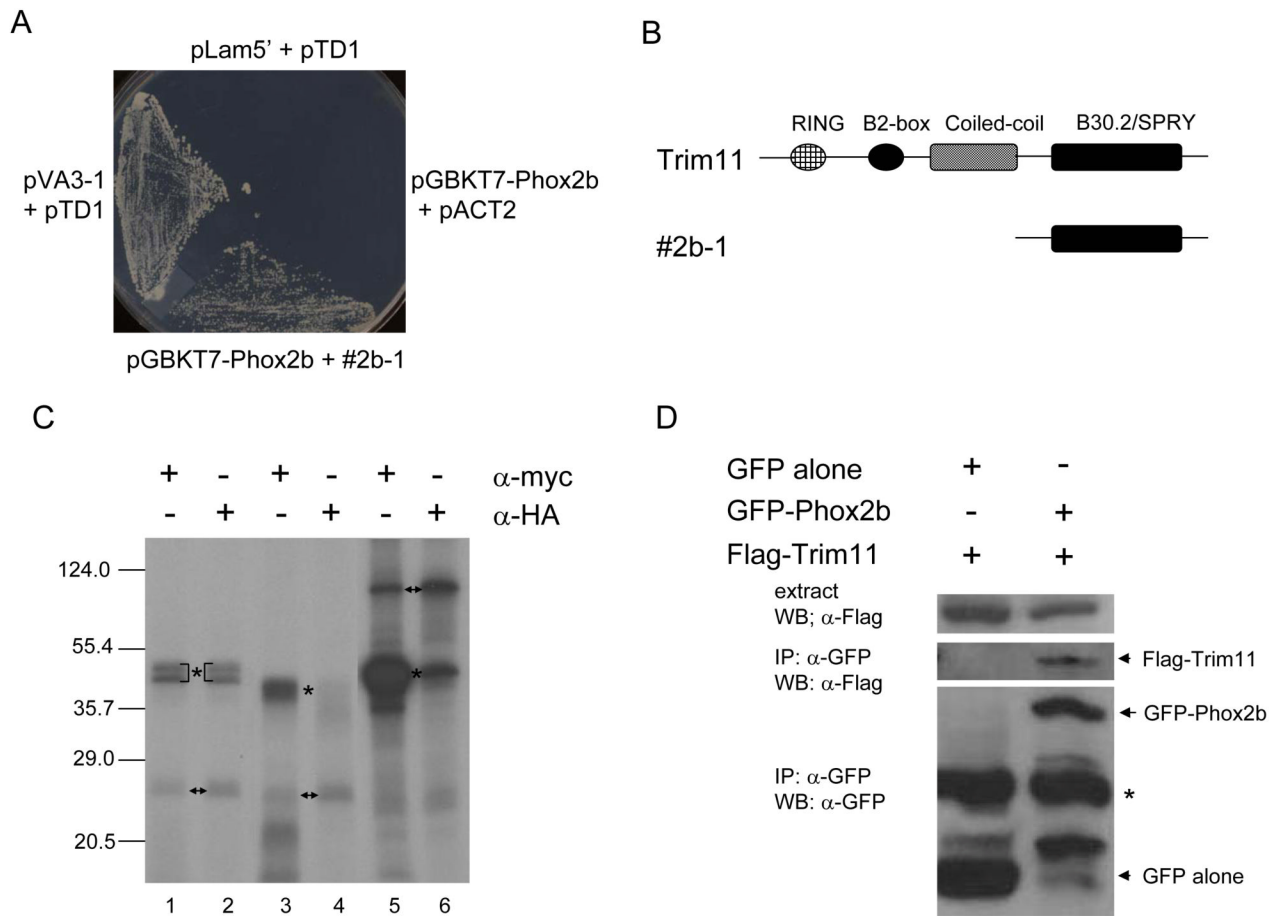 A
pLam5' + pTD1
pVA3-1
+ pTD1
pGBKT7-Phox2b
+ pACT2
pGBKT7-Phox2b + #2b-1
B
RING B2-box Coiled-coil B30.2/SPRY
Trim11
#2b-1
C
+ - + - + - α-myc
- + - + - + α-HA
124.0
55.4
35.7
29.0
20.5
* * *
1 2 3 4 5 6
D
GFP alone + -
GFP-Phox2b - +
Flag-Trim11 + +
extract
WB; α-Flag
IP: α-GFP
WB: α-Flag
Flag-Trim11
GFP-Phox2b
IP: α-GFP
WB: α-GFP
*
GFP alone